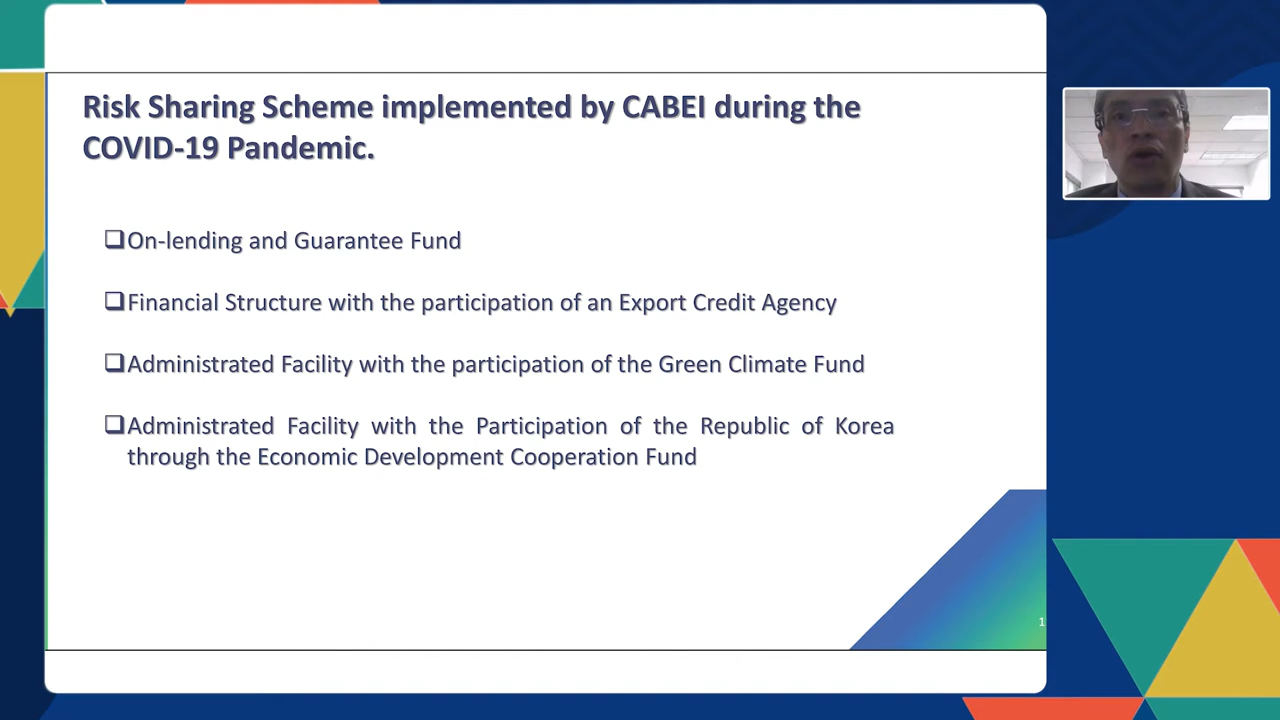 Risk Sharing Scheme implemented by CABEI during the
COVID-19 Pandemic.
On-lending and Guarantee Fund
Financial Structure with the participation of an Export Credit Agency
Administrated Facility with the participation of the Green Climate Fund
Administrated Facility with the Participation of the Republic of Korea
through the Economic Development Cooperation Fund
1